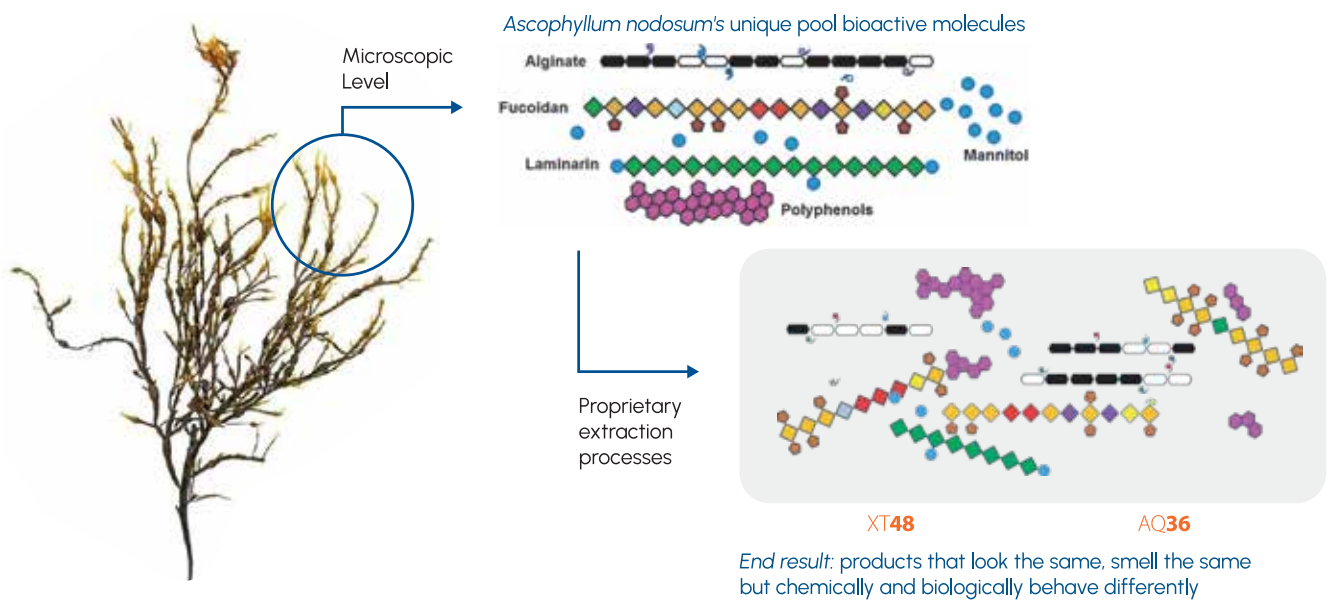 Ascophyllum nodosum's unique pool bioactive molecules
Microscopic
Level
Alginate
Fucoidan
Mannitol
Laminarin
Polyphenols
Proprietary
extraction
processes
XT48
AQ36
End result: products that look the same, smell the same
but chemically and biologically behave differently